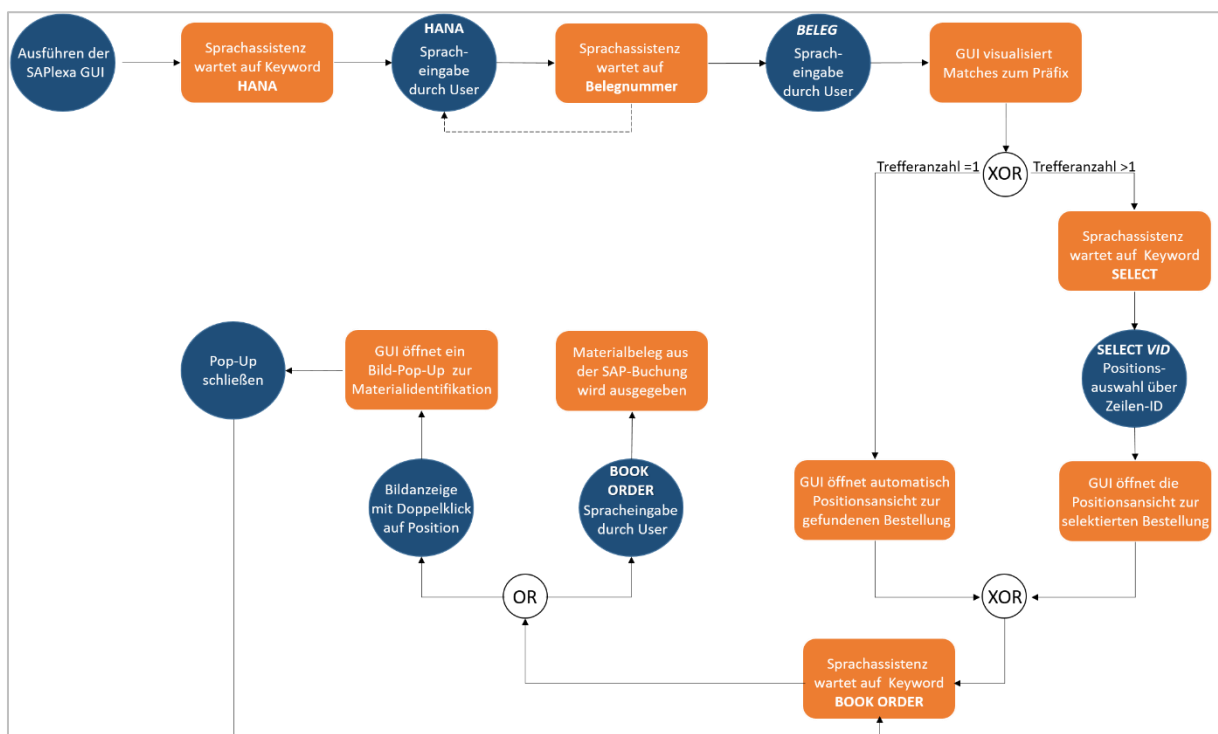 Ausführen der
SAPlexa GUI
Sprachassistenz
wartet auf Keyword
HANA
HANA
Sprach-
eingabe
durch User
Sprachassistenz
wartet auf
Belegnummer
BELEG
Sprach-
eingabe
durch User
GUI visualisiert
Matches zum Präfix
Trefferanzahl =1
XOR
Trefferanzahl >1
Sprachassistenz
wartet auf Keyword
SELECT
SELECT VID
Positions-
auswahl über
Zeilen-ID
GUI öffnet automatisch
Positionsansicht zur
gefundenen Bestellung
GUI öffnet die
Positionsansicht zur
selektierten Bestellung
XOR
Sprachassistenz
wartet auf Keyword
BOOK ORDER
OR
BOOK
ORDER
Spracheingabe
durch User
Materialbeleg aus
der SAP-Buchung
wird ausgegeben
Bildanzeige
mit Doppelklick
auf Position
GUI öffnet ein
Bild-Pop-Up zur
Materialidentifikation
Pop-Up
schließen